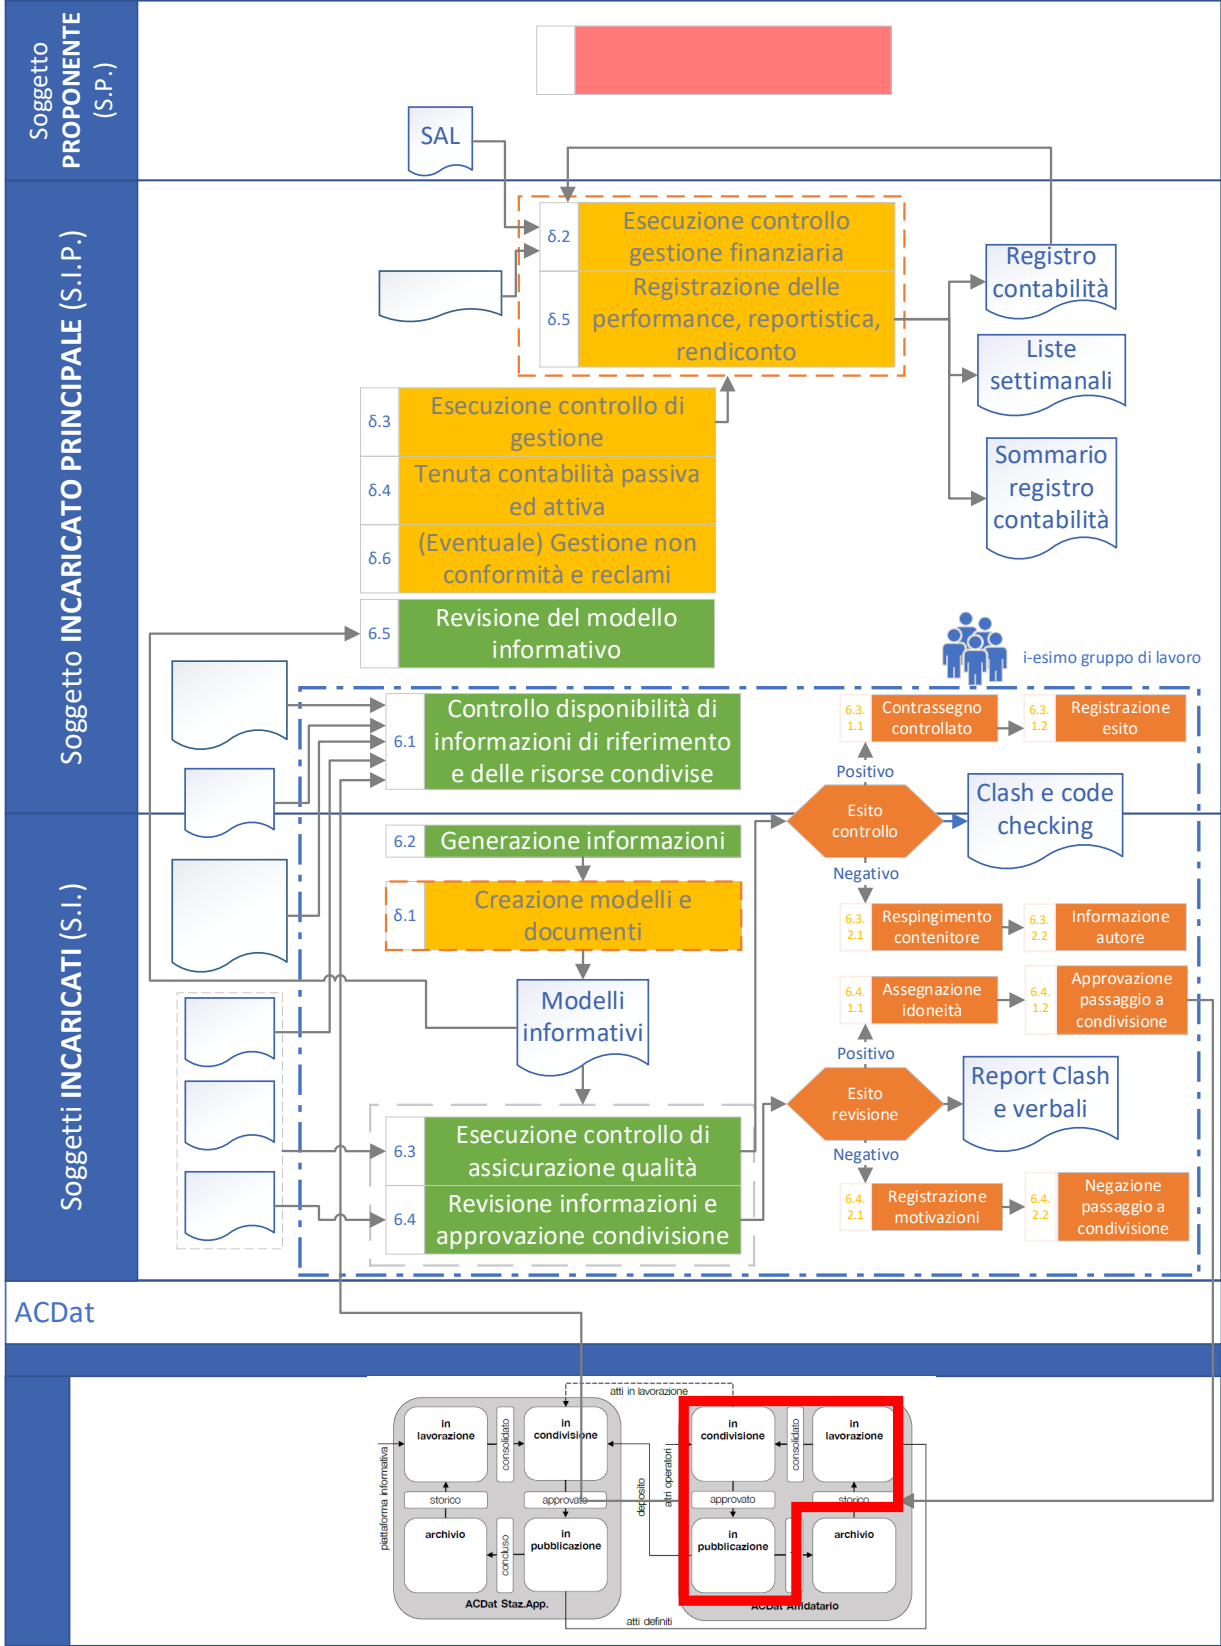 Soggetto
PROPONENTE
(S.P.)
SAL
Soggetto INCARICATO PRINCIPALE (S.I.P.)
δ.2
Esecuzione controllo
gestione finanziaria
δ.5
Registrazione delle
performance, reportistica,
rendiconto
Registro
contabilità
Liste
settimanali
Sommario
registro
contabilità
δ.3
Esecuzione controllo di
gestione
δ.4
Tenuta contabilità passiva
ed attiva
δ.6
(Eventuale) Gestione non
conformità e reclami
6.5
Revisione del modello
informativo
i-esimo gruppo di lavoro
6.1
Controllo disponibilità di
informazioni di riferimento
e delle risorse condivise
6.3.
1.1
Contrassegno
controllato
6.3.
1.2
Registrazione
esito
Positivo
Esito
controllo
Clash e code
checking
Negativo
Soggetti INCARICATI (S.I.)
6.2
Generazione informazioni
δ.1
Creazione modelli e
documenti
6.3.
2.1
Respingimento
contenitore
6.3.
2.2
Informazione
autore
Modelli
informativi
6.4.
1.1
Assegnazione
idoneità
6.4.
1.2
Approvazione
passaggio a
condivisione
Positivo
Esito
revisione
Report Clash
e verbali
Negativo
6.3
Esecuzione controllo di
assicurazione qualità
6.4
Revisione informazioni e
approvazione condivisione
6.4.
2.1
Registrazione
motivazioni
6.4.
2.2
Negazione
passaggio a
condivisione
ACDat
atti in lavorazione
piattaforma informativa
in
lavorazione
consolidato
in
condivisione
storico
approvato
archivio
concluso
in
pubblicazione
ACDat Staz.App.
deposito
altri operatori
in
condivisione
consolidato
in
lavorazione
approvato
storico
in
pubblicazione
archivio
ACDat Affidatario
atti definiti